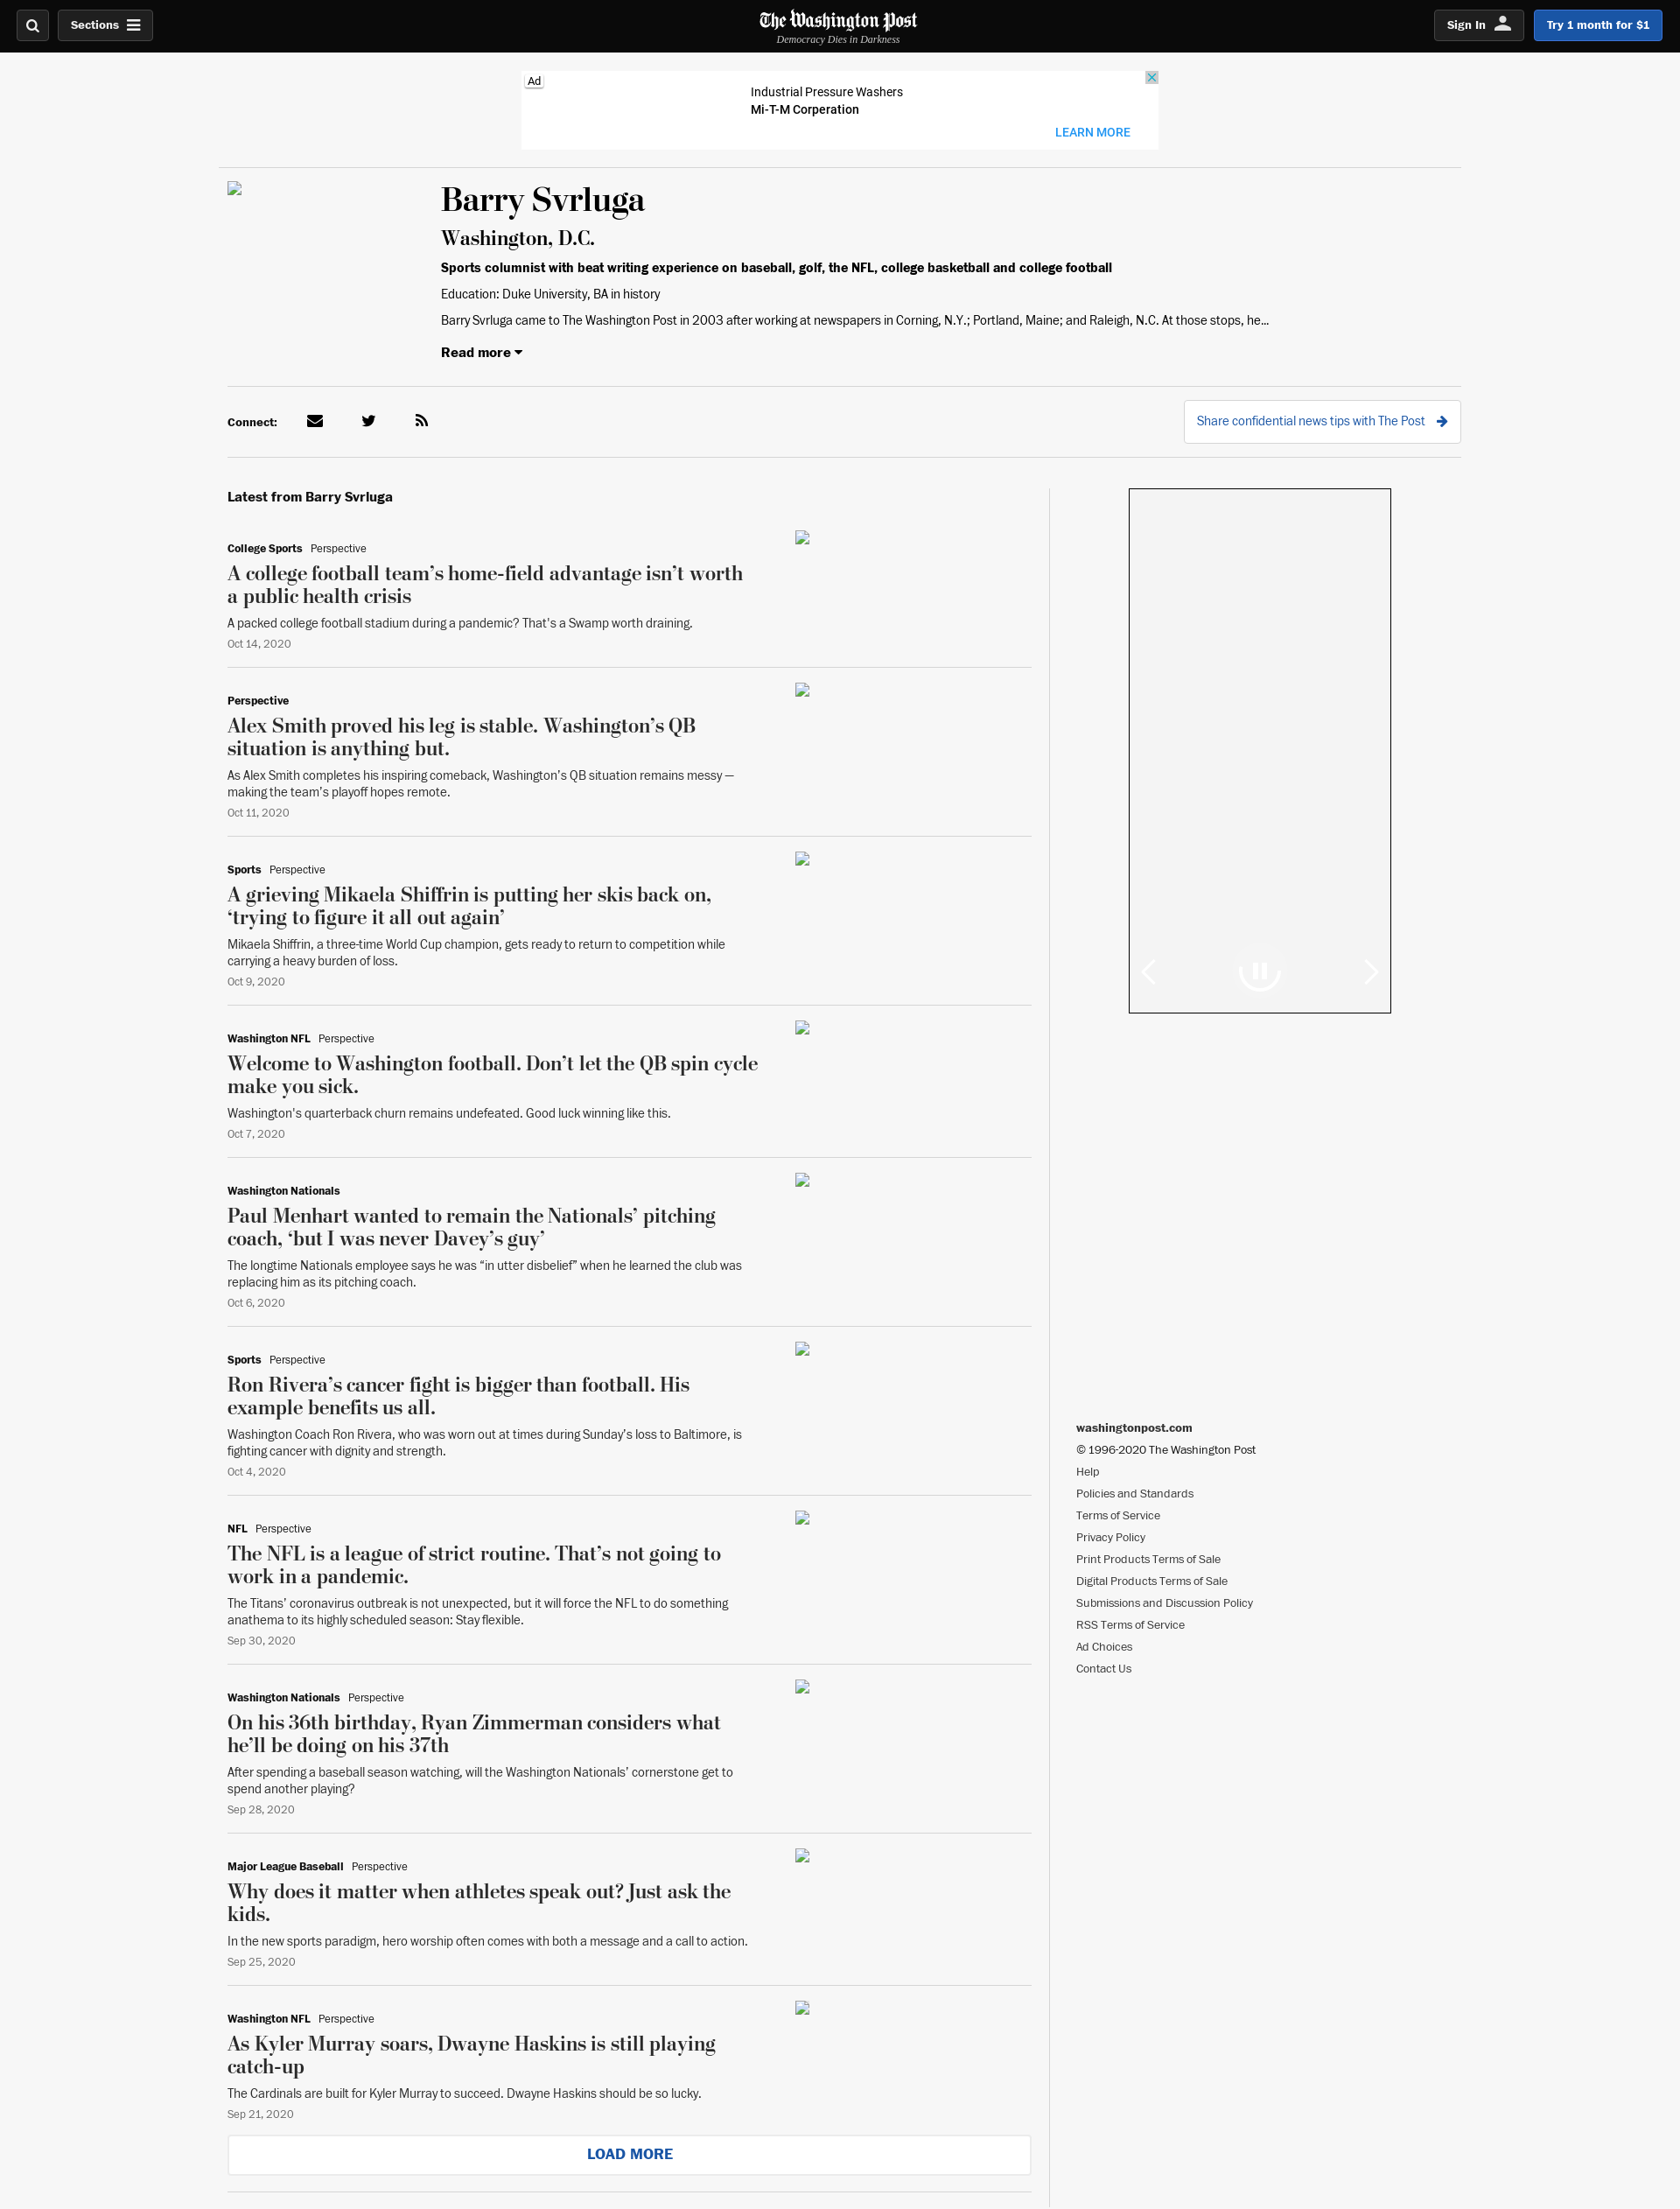 Sections
The Washington Post
Democracy Dies in Darkness
Sign In
Try 1 month for $1
Ad
Industrial Pressure Washers
Mi-T-M Corporation
LEARN MORE
Barry Svrluga
Washington, D.C.
Sports columnist with beat writing experience on baseball, golf, the NFL, college basketball and college football
Education: Duke University, BA in history
Barry Svrluga came to The Washington Post in 2003 after working at newspapers in Corning, N.Y.; Portland, Maine; and Raleigh, N.C. At those stops, he...
Read more
Connect:
Share confidential news tips with The Post
Latest from Barry Svrluga
College Sports Perspective
A college football team’s home-field advantage isn’t worth
a public health crisis
A packed college football stadium during a pandemic? That's a Swamp worth draining.
Oct 14, 2020
Perspective
Alex Smith proved his leg is stable. Washington’s QB
situation is anything but.
As Alex Smith completes his inspiring comeback, Washington’s QB situation remains messy —
making the team’s playoff hopes remote.
Oct 11, 2020
Sports Perspective
A grieving Mikaela Shiffrin is putting her skis back on,
‘trying to figure it all out again’
Mikaela Shiffrin, a three-time World Cup champion, gets ready to return to competition while
carrying a heavy burden of loss.
Oct 9, 2020
Washington NFL Perspective
Welcome to Washington football. Don’t let the QB spin cycle
make you sick.
Washington's quarterback churn remains undefeated. Good luck winning like this.
Oct 7, 2020
Washington Nationals
Paul Menhart wanted to remain the Nationals’ pitching
coach, ‘but I was never Davey’s guy’
The longtime Nationals employee says he was “in utter disbelief” when he learned the club was
replacing him as its pitching coach.
Oct 6, 2020
Sports Perspective
Ron Rivera’s cancer fight is bigger than football. His
example benefits us all.
Washington Coach Ron Rivera, who was worn out at times during Sunday’s loss to Baltimore, is
fighting cancer with dignity and strength.
Oct 4, 2020
NFL Perspective
The NFL is a league of strict routine. That’s not going to
work in a pandemic.
The Titans’ coronavirus outbreak is not unexpected, but it will force the NFL to do something
anathema to its highly scheduled season: Stay flexible.
Sep 30, 2020
Washington Nationals Perspective
On his 36th birthday, Ryan Zimmerman considers what
he’ll be doing on his 37th
After spending a baseball season watching, will the Washington Nationals’ cornerstone get to
spend another playing?
Sep 28, 2020
Major League Baseball Perspective
Why does it matter when athletes speak out? Just ask the
kids.
In the new sports paradigm, hero worship often comes with both a message and a call to action.
Sep 25, 2020
Washington NFL Perspective
As Kyler Murray soars, Dwayne Haskins is still playing
catch-up
The Cardinals are built for Kyler Murray to succeed. Dwayne Haskins should be so lucky.
Sep 21, 2020
LOAD MORE
washingtonpost.com
© 1996-2020 The Washington Post
Help
Policies and Standards
Terms of Service
Privacy Policy
Print Products Terms of Sale
Digital Products Terms of Sale
Submissions and Discussion Policy
RSS Terms of Service
Ad Choices
Contact Us